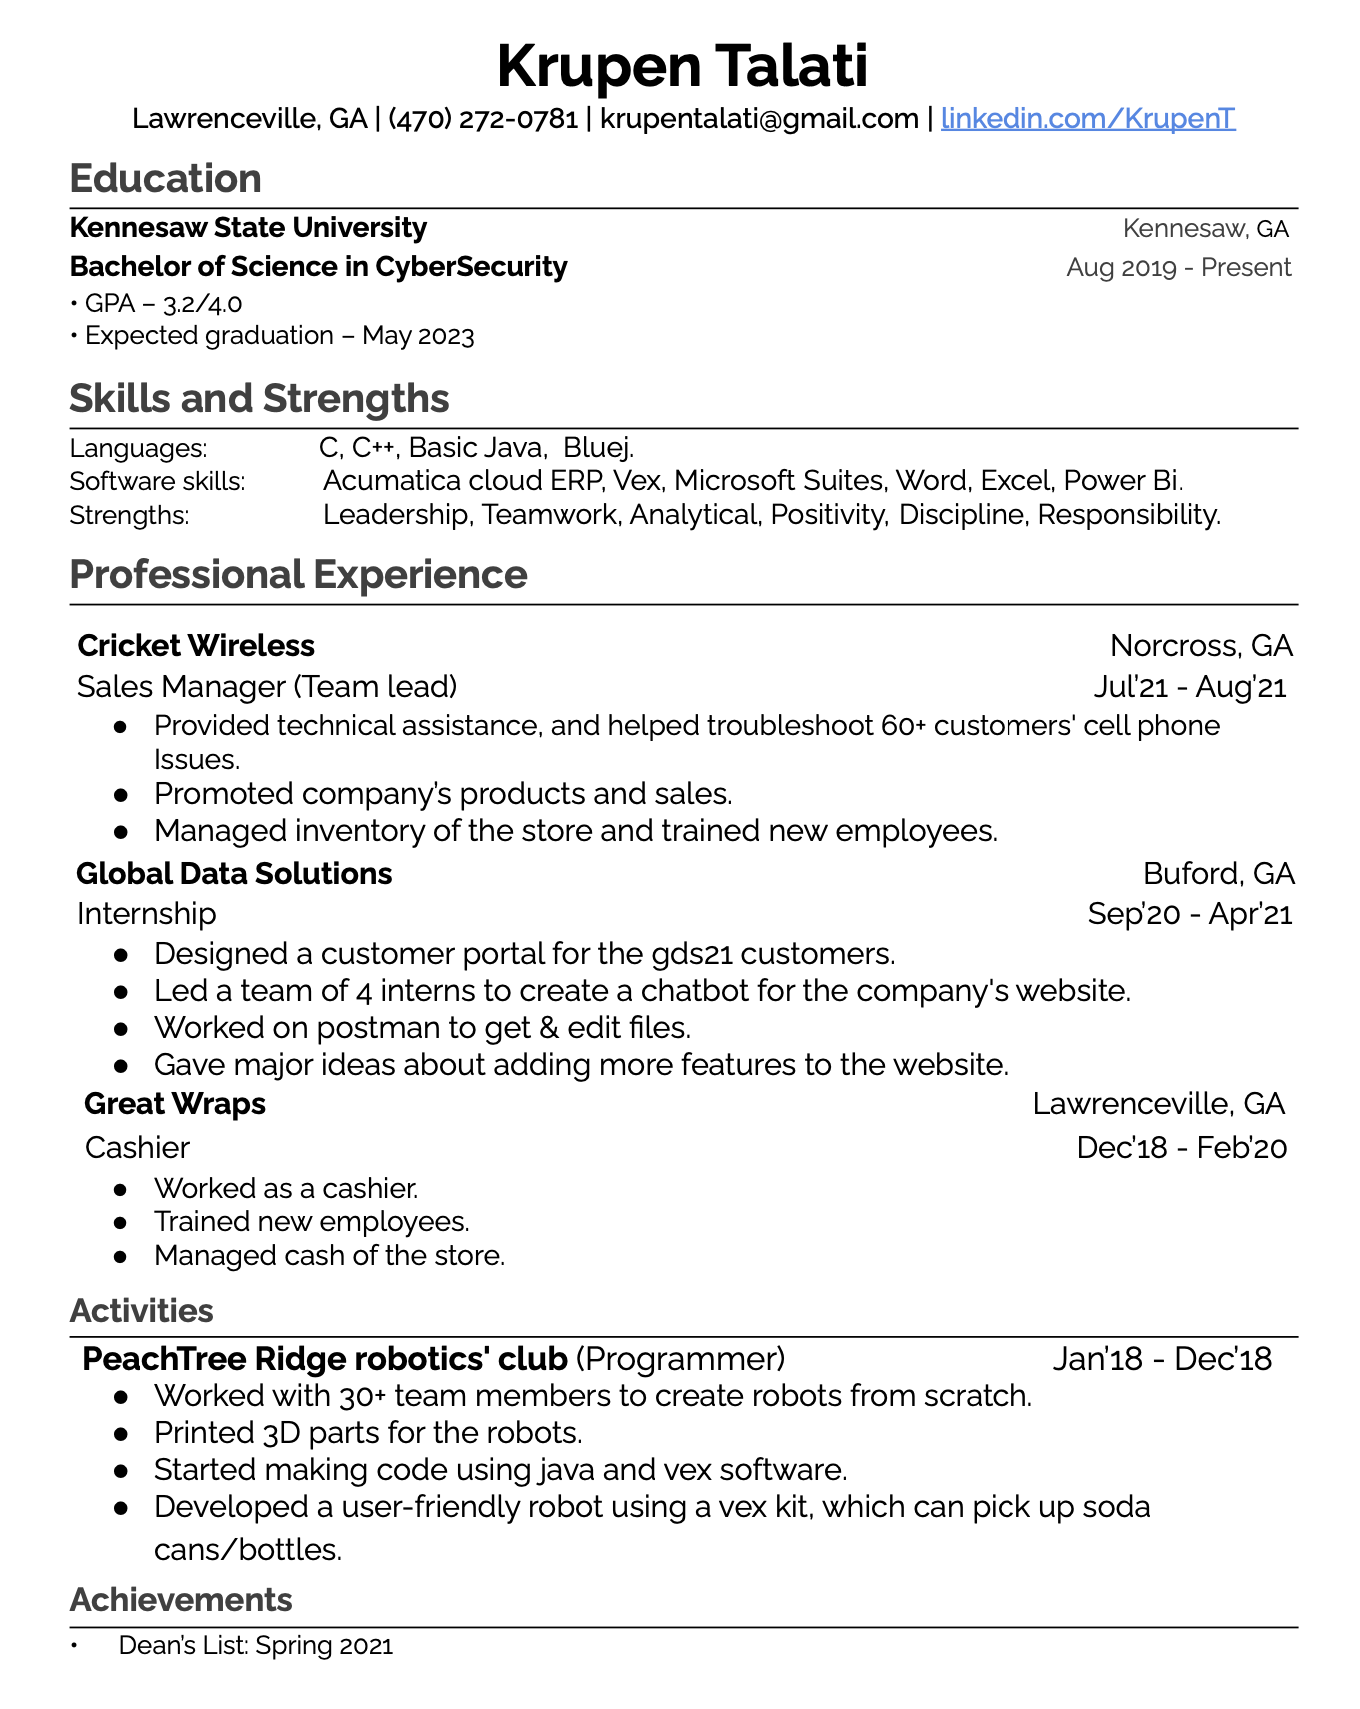 Krupen Talati
Lawrenceville, GA | (470) 272-0781 | krupentalati@gmail.com | linkedin.com/KrupenT
Education
Kennesaw State University Kennesaw, GA
Bachelor of Science in CyberSecurity Aug 2019 - Present
• GPA – 3.2/4.0
• Expected graduation – May 2023
Skills and Strengths
Languages: C, C++, Basic Java, Bluej.
Software skills: Acumatica cloud ERP, Vex, Microsoft Suites, Word, Excel, Power Bi.
Strengths: Leadership, Teamwork, Analytical, Positivity, Discipline, Responsibility.
Professional Experience
Cricket Wireless Norcross, GA
Sales Manager (Team lead) Jul’21 - Aug’21
● Provided technical assistance, and helped troubleshoot 60+ customers' cell phone
Issues.
● Promoted company’s products and sales.
● Managed inventory of the store and trained new employees.
Global Data Solutions Buford, GA
Internship Sep’20 - Apr’21
● Designed a customer portal for the gds21 customers.
● Led a team of 4 interns to create a chatbot for the company's website.
● Worked on postman to get & edit files.
● Gave major ideas about adding more features to the website.
Great Wraps Lawrenceville, GA
Cashier Dec’18 - Feb’20
● Worked as a cashier.
● Trained new employees.
● Managed cash of the store.
Activities
PeachTree Ridge robotics' club (Programmer) Jan’18 - Dec’18
● Worked with 30+ team members to create robots from scratch.
● Printed 3D parts for the robots.
● Started making code using java and vex software.
● Developed a user-friendly robot using a vex kit, which can pick up soda
cans/bottles.
Achievements
• Dean’s List: Spring 2021